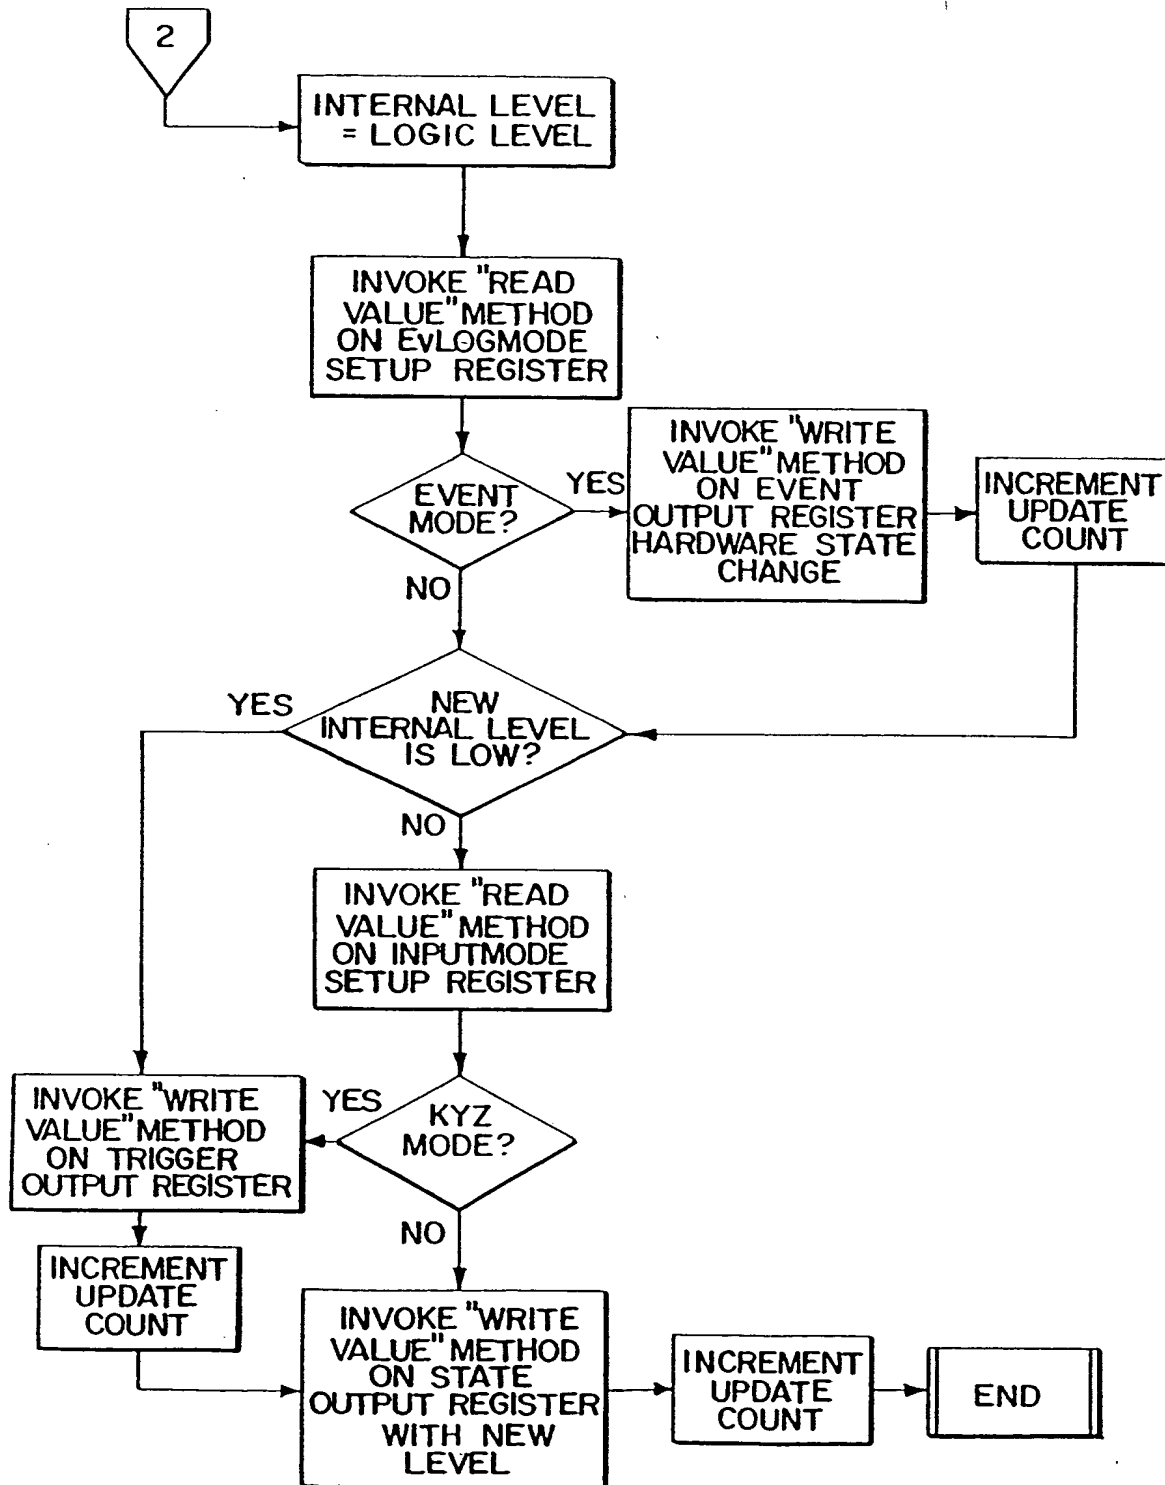 2
INTERNAL LEVEL
= LOGIC LEVEL
INVOKE "READ
VALUE" METHOD
ON EvLOGMODE
SETUP REGISTER
EVENT
MODE?
YES
NO
INVOKE "WRITE
VALUE" METHOD
ON EVENT
OUTPUT REGISTER
HARDWARE STATE
CHANGE
INCREMENT
UPDATE
COUNT
NEW
INTERNAL LEVEL
IS LOW?
YES
NO
INVOKE "READ
VALUE" METHOD
ON INPUTMODE
SETUP REGISTER
KYZ
MODE?
YES
NO
INVOKE "WRITE
VALUE" METHOD
ON TRIGGER
OUTPUT REGISTER
INCREMENT
UPDATE
COUNT
INVOKE "WRITE
VALUE" METHOD
ON STATE
OUTPUT REGISTER
WITH NEW
LEVEL
INCREMENT
UPDATE
COUNT
END